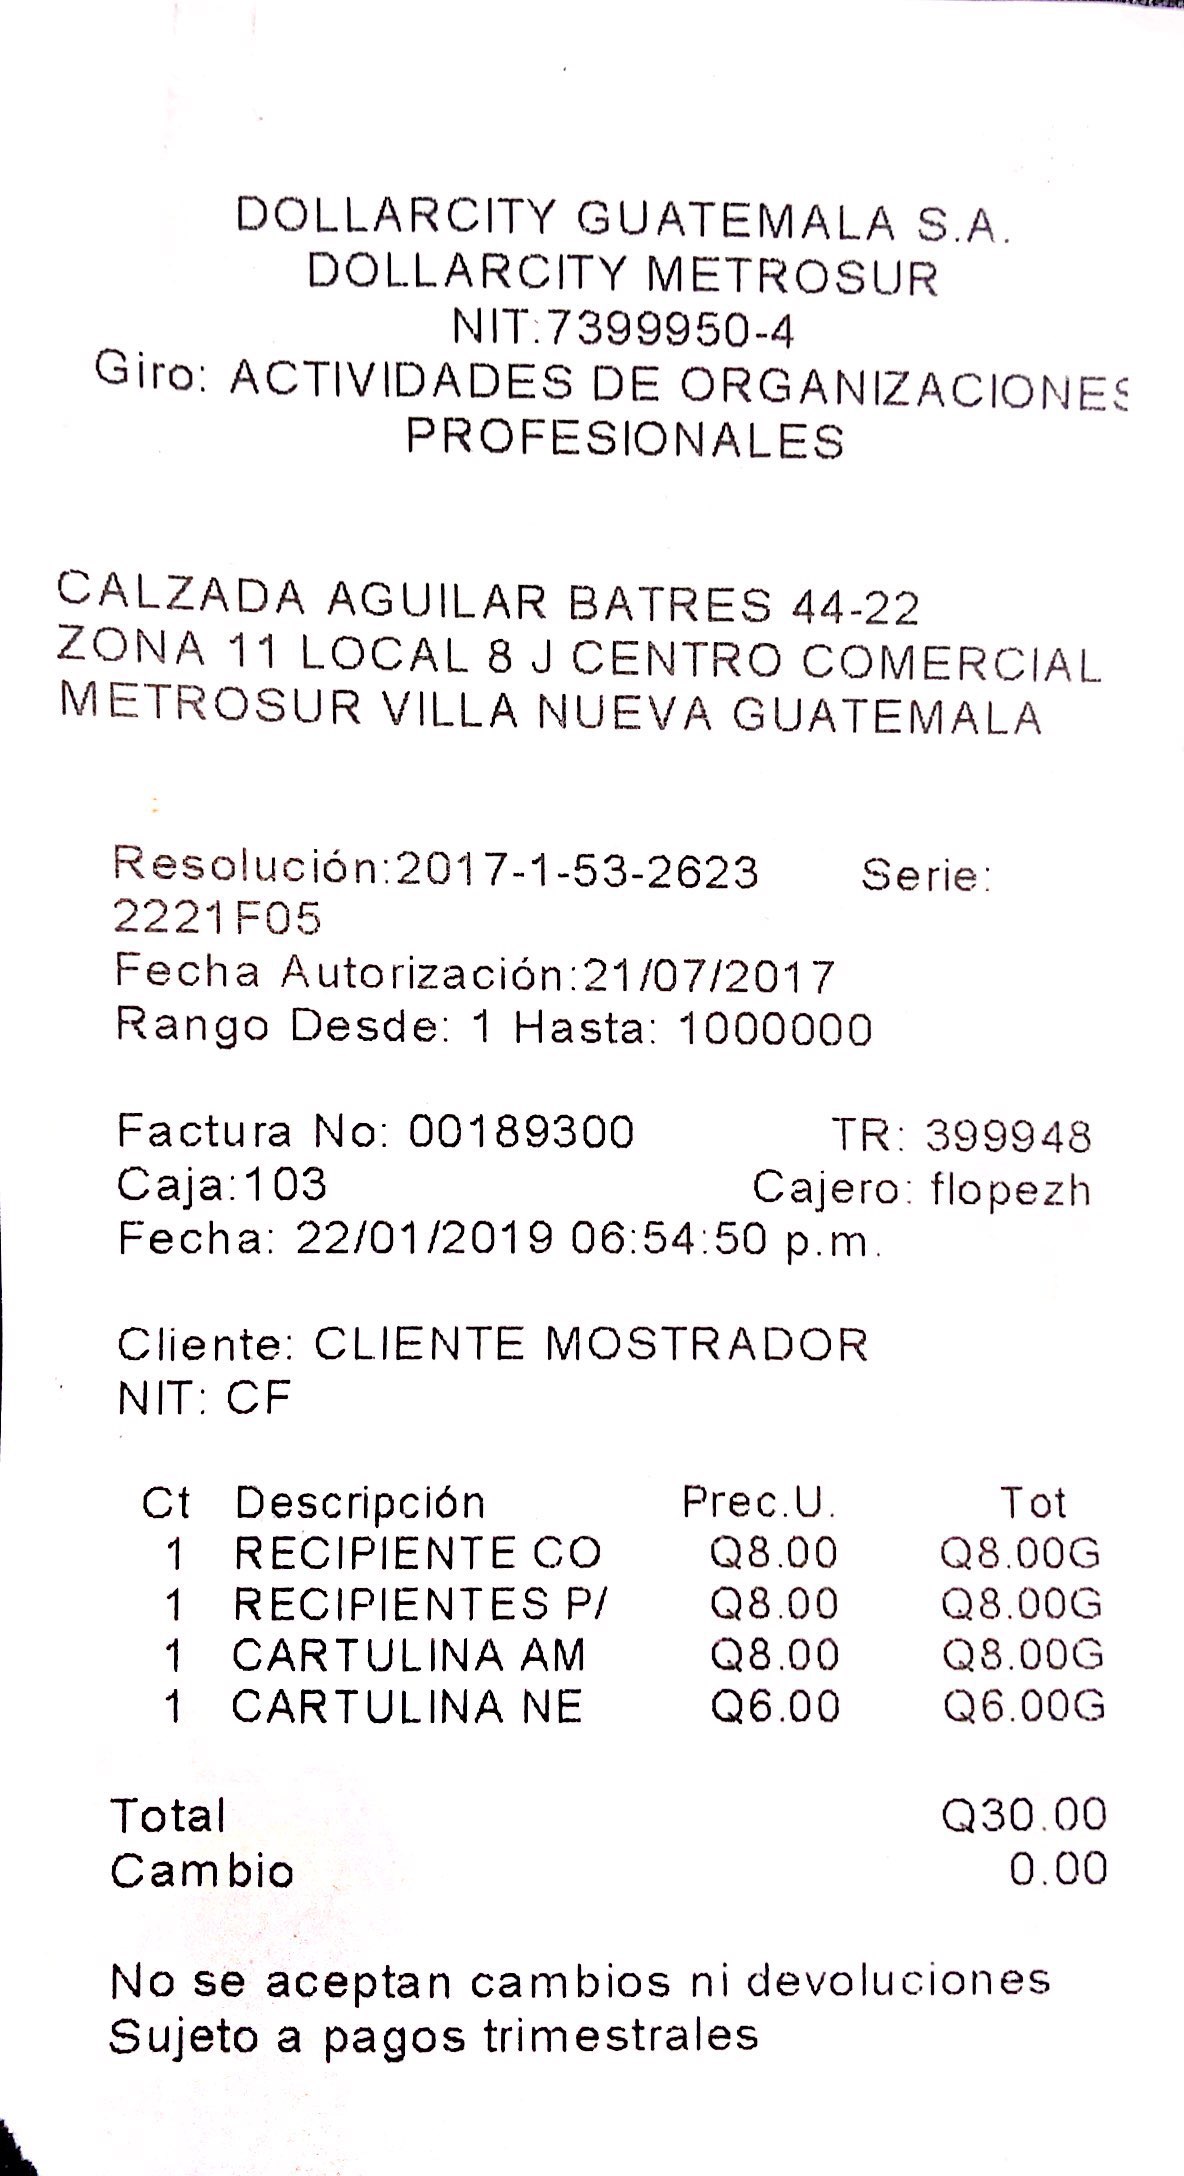 DOLLARCITY GUATEMALA S.A.
DOLLARCITY METROSUR
NIT:7399950-4
Giro: ACTIVIDADES DE ORGANIZACIONES
PROFESIONALES
CALZADA AGUILAR BATRES 44-22
ZONA 11 LOCAL 8 J CENTRO COMERCIAL
METROSUR VILLA NUEVA GUATEMALA
Resolución:2017-1-53-2623 Serie:
2221F05
Fecha Autorización:21/07/2017
Rango Desde: 1 Hasta: 1000000
Factura No: 00189300 TR: 399948
Caja:103 Cajero: flopezh
Fecha: 22/01/2019 06:54:50 p.m.
Cliente: CLIENTE MOSTRADOR
NIT: CF
Ct Descripción Prec.U. Tot
1 RECIPIENTE CO Q8.00 Q8.00G
1 RECIPIENTES P/ Q8.00 Q8.00G
1 CARTULINA AM Q8.00 Q8.00G
1 CARTULINA NE Q6.00 Q6.00G
Total Q30.00
Cambio 0.00
No se aceptan cambios ni devoluciones
Sujeto a pagos trimestrales